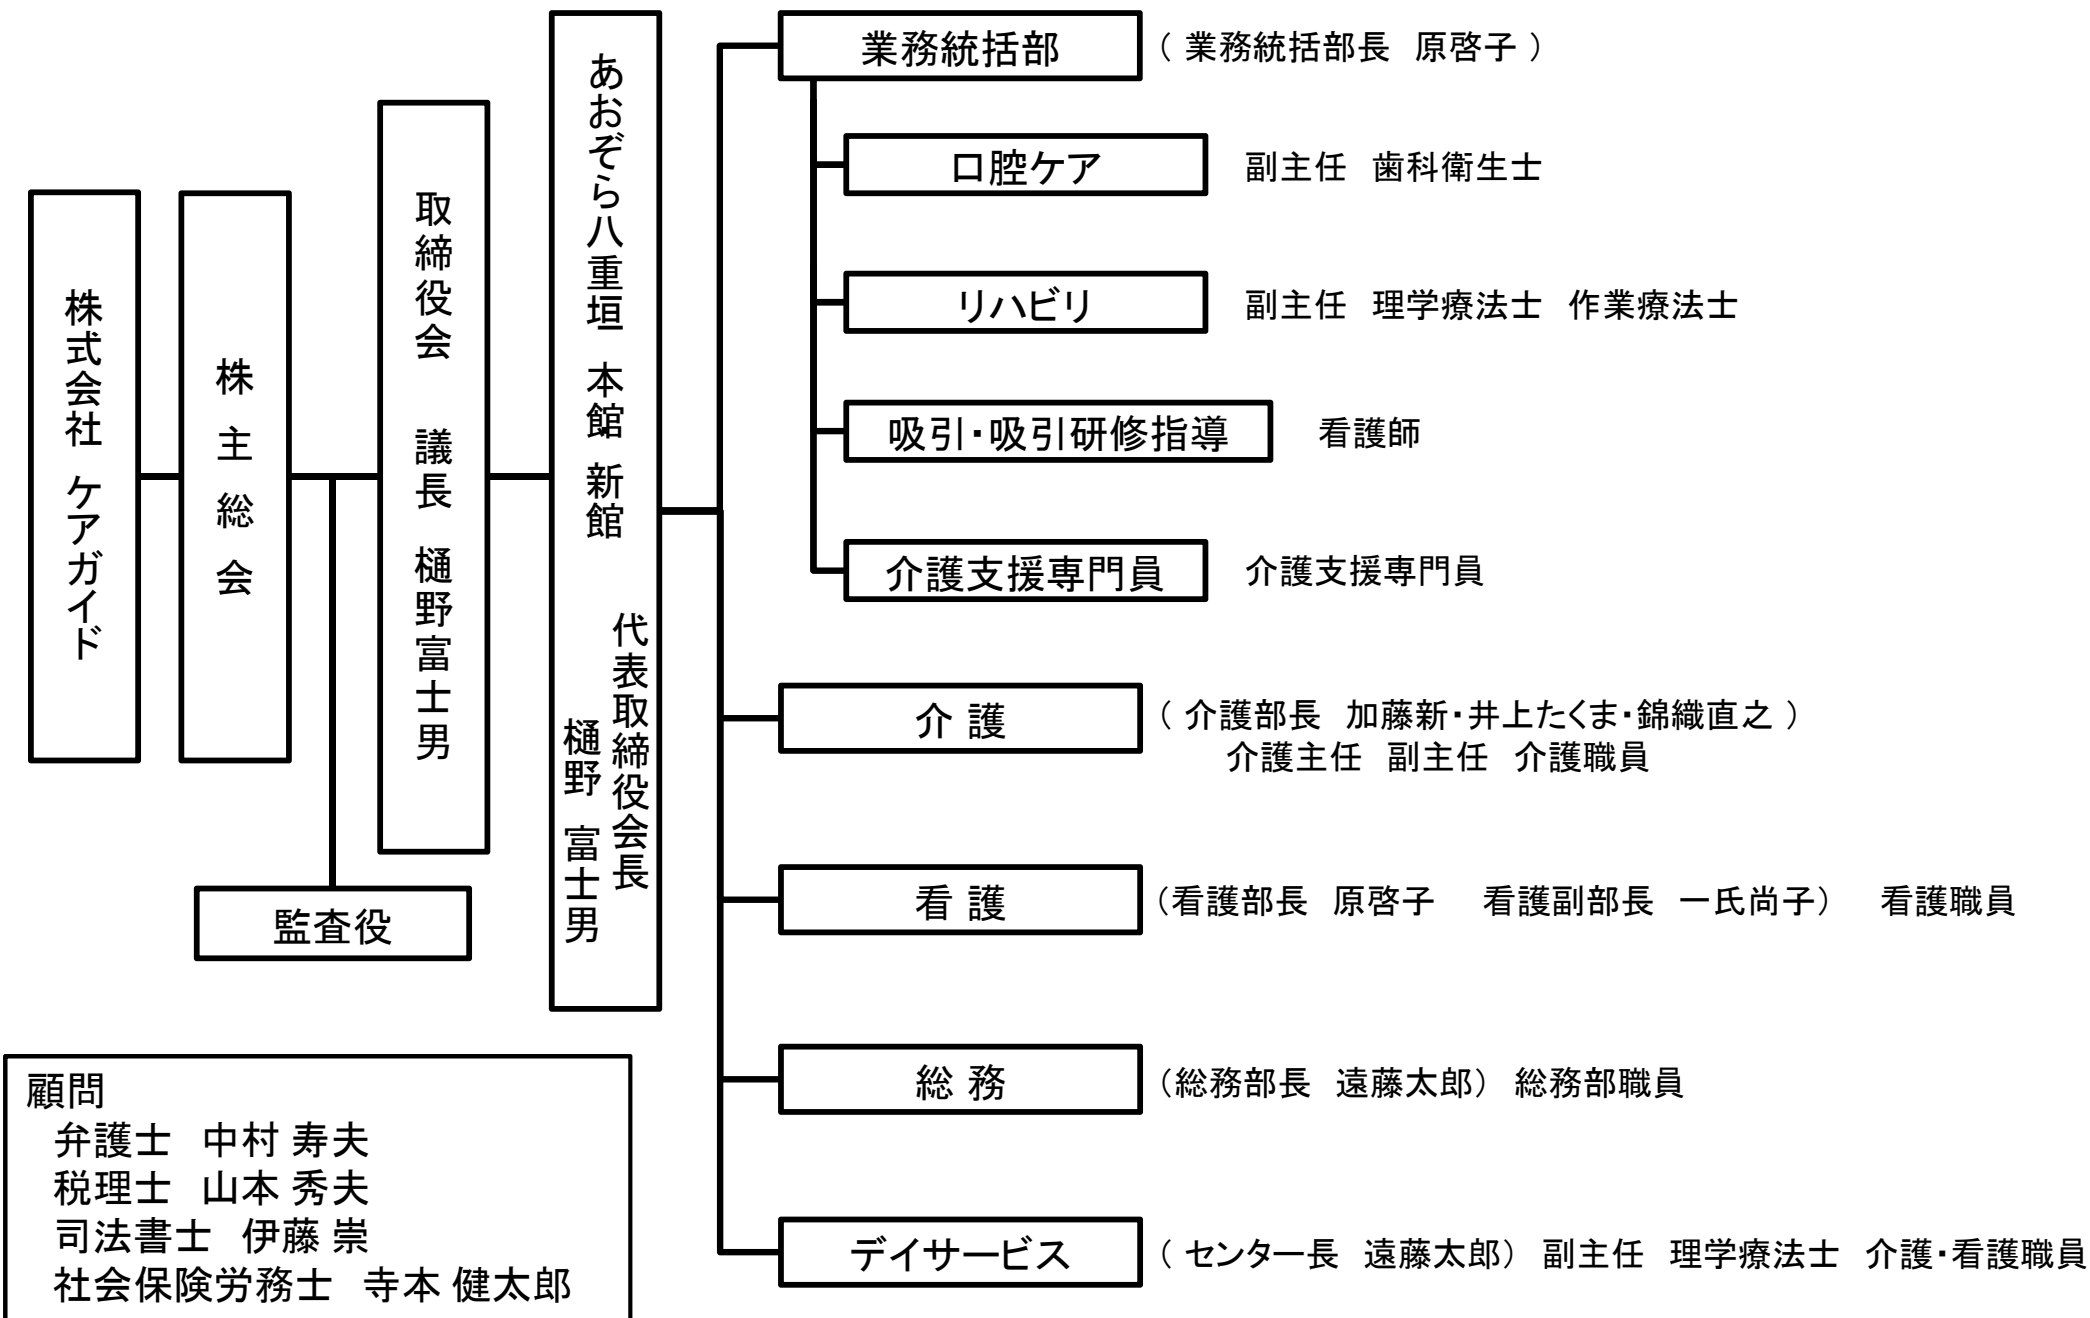 株式会社 ケアガイド
株主総会
監査役
取締役会 議長 樋野富士男
あおぞら八重垣 本館 新館
代表取締役会長
樋野 富士男
業務統括部 （ 業務統括部長 原啓子 ）
口腔ケア 副主任 歯科衛生士
リハビリ 副主任 理学療法士 作業療法士
吸引・吸引研修指導 看護師
介護支援専門員 介護支援専門員
介 護 （ 介護部長 加藤新・井上たくま・錦織直之 ）
介護主任 副主任 介護職員
看 護 （看護部長 原啓子 看護副部長 一氏尚子） 看護職員
総 務 （総務部長 遠藤太郎） 総務部職員
デイサービス （ センター長 遠藤太郎） 副主任 理学療法士 介護・看護職員
顧問
弁護士 中村 寿夫
税理士 山本 秀夫
司法書士 伊藤 崇
社会保険労務士 寺本 健太郎